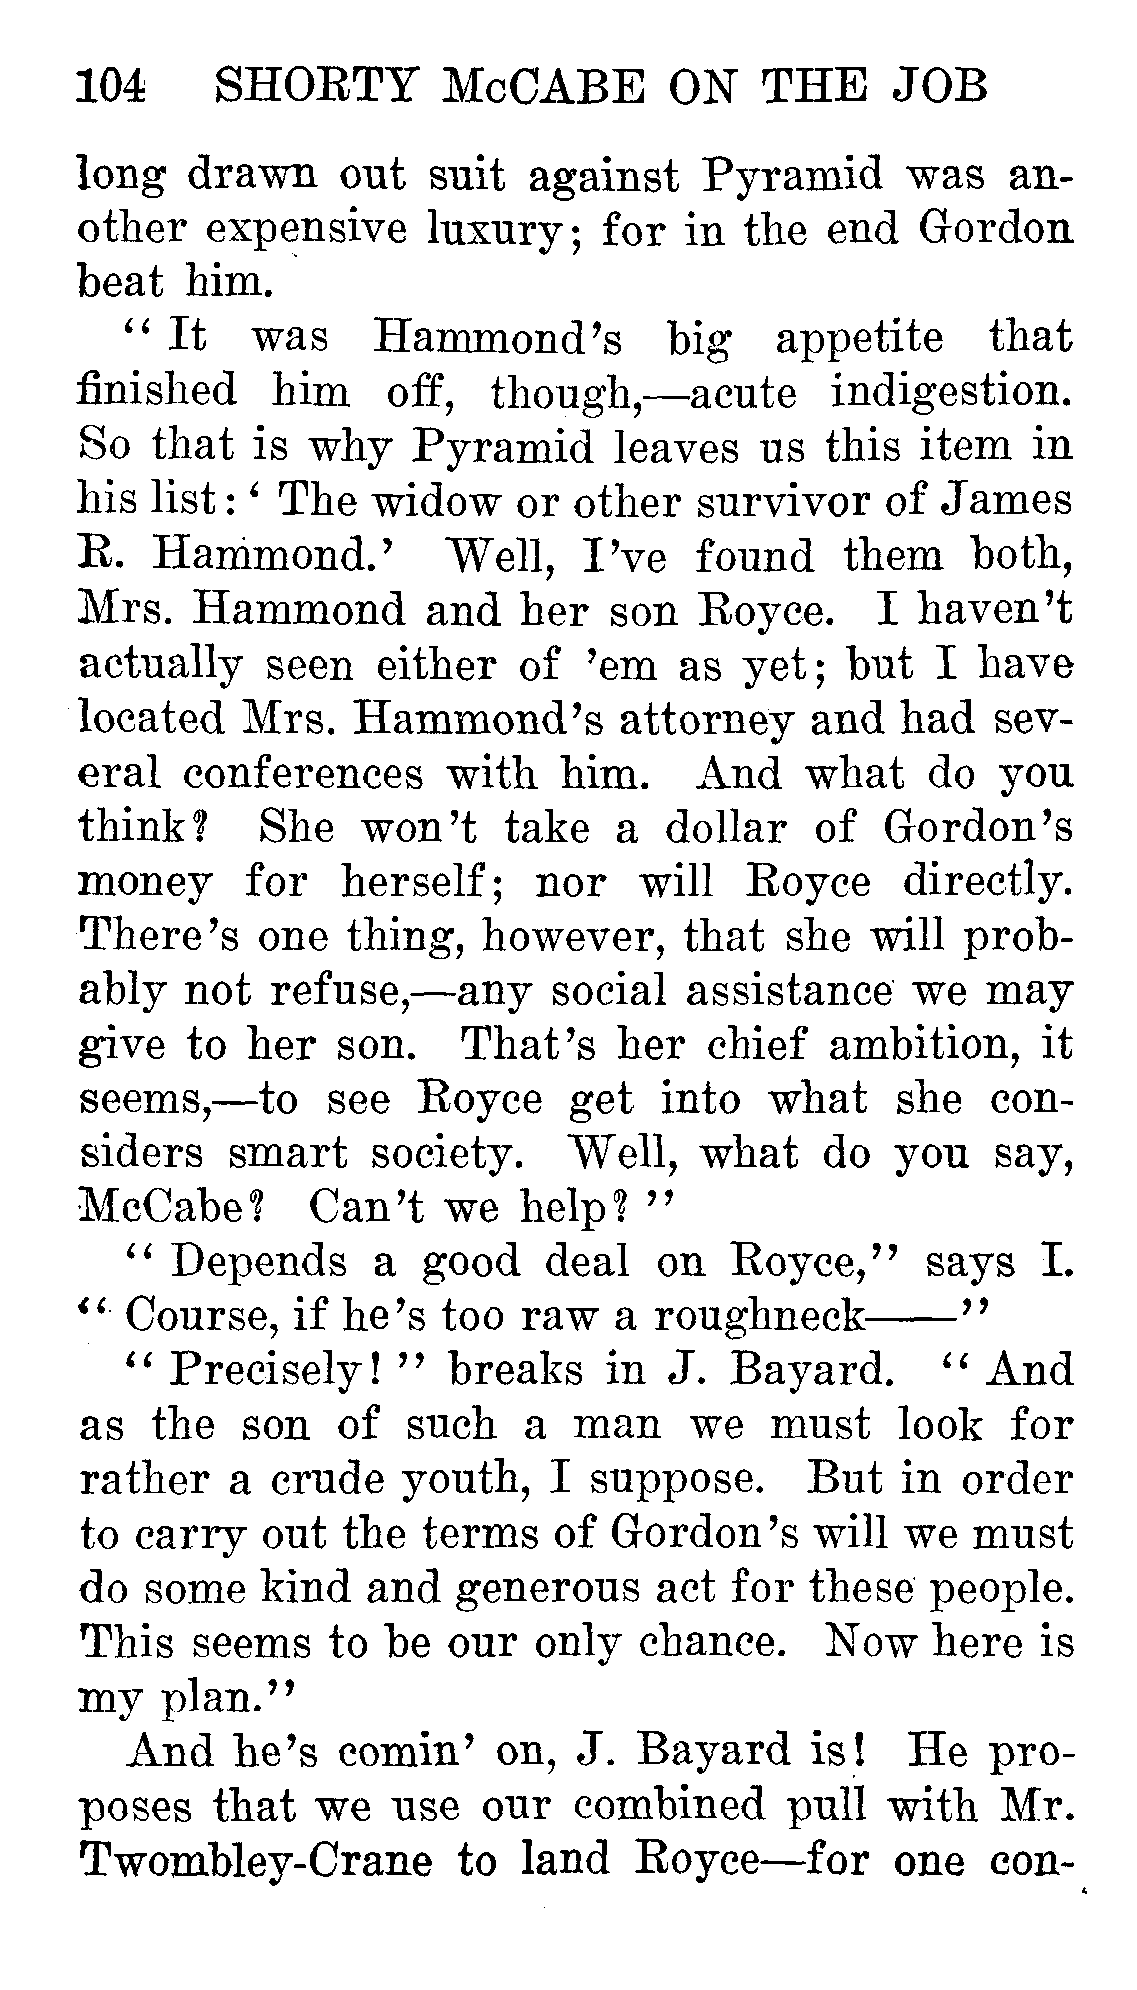 104 SHORTY McCABE ON THE JOB
long drawn out suit against Pyramid was an-
other expensive luxury; for in the end Gordon
beat him.
"It was Hammond's big appetite that
finished him off, though,—acute indigestion.
So that is why Pyramid leaves us this item in
his list: 'The widow or other survivor of James
R. Hammond.' Well, I've found them both,
Mrs. Hammond and her son Royce. I haven't
actually seen either of 'em as yet; but I have
located Mrs. Hammond's attorney and had sev-
eral conferences with him. And what do you
think? She won't take a dollar of Gordon's
money for herself; nor will Royce directly.
There's one thing, however, that she will prob-
ably not refuse,—any social assistance we may
give to her son. That's her chief ambition, it
seems,—to see Royce get into what she con-
siders smart society. Well, what do you say,
McCabe? Can't we help?"
"Depends a good deal on Royce," says I.
"Course, if he's too raw a roughneck——"
"Precisely!" breaks in J. Bayard. "And
as the son of such a man we must look for
rather a crude youth, I suppose. But in order
to carry out the terms of Gordon's will we must
do some kind and generous act for these people.
This seems to be our only chance. Now here is
my plan."
And he's comin' on, J. Bayard is! He pro-
poses that we use our combined pull with Mr.
Twombley-Crane to land Royce—for one con-